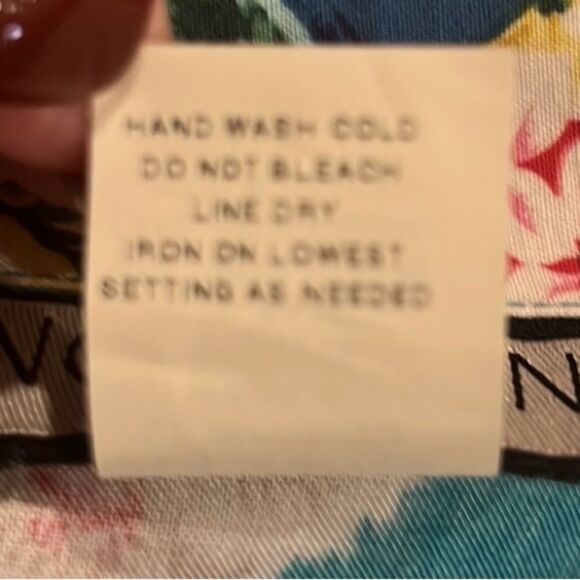 HAND WASH COLD
DO NOT BLEACH
LINE DRY
IRON ON LOWEST
SETTING AS NEEDED
N